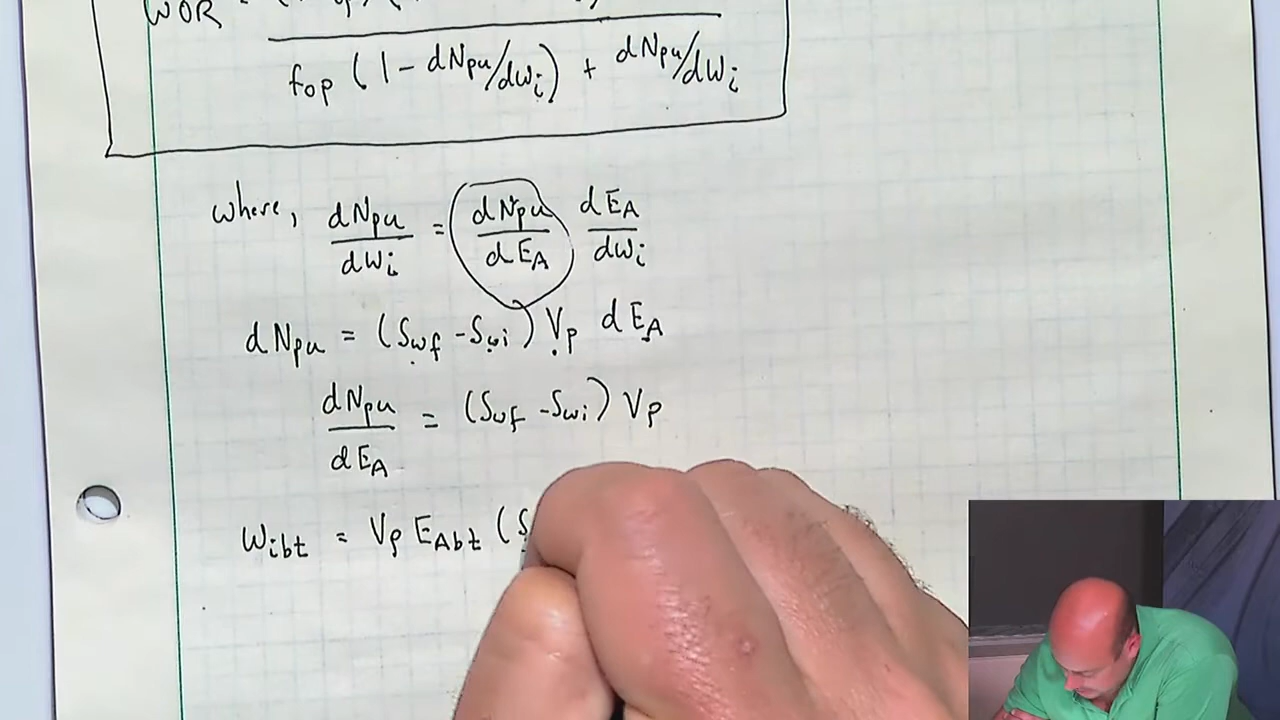 WOR =
fop (1 - dNpu/dWi) + dNpu/dWi
where, dNpu/dWi = dNpu/dEA dEA/dWi
dNpu = (Swf - Swi) Vp dEA
dNpu/dEA = (Swf - Swi) Vp
Wibt = Vp EAbt (S